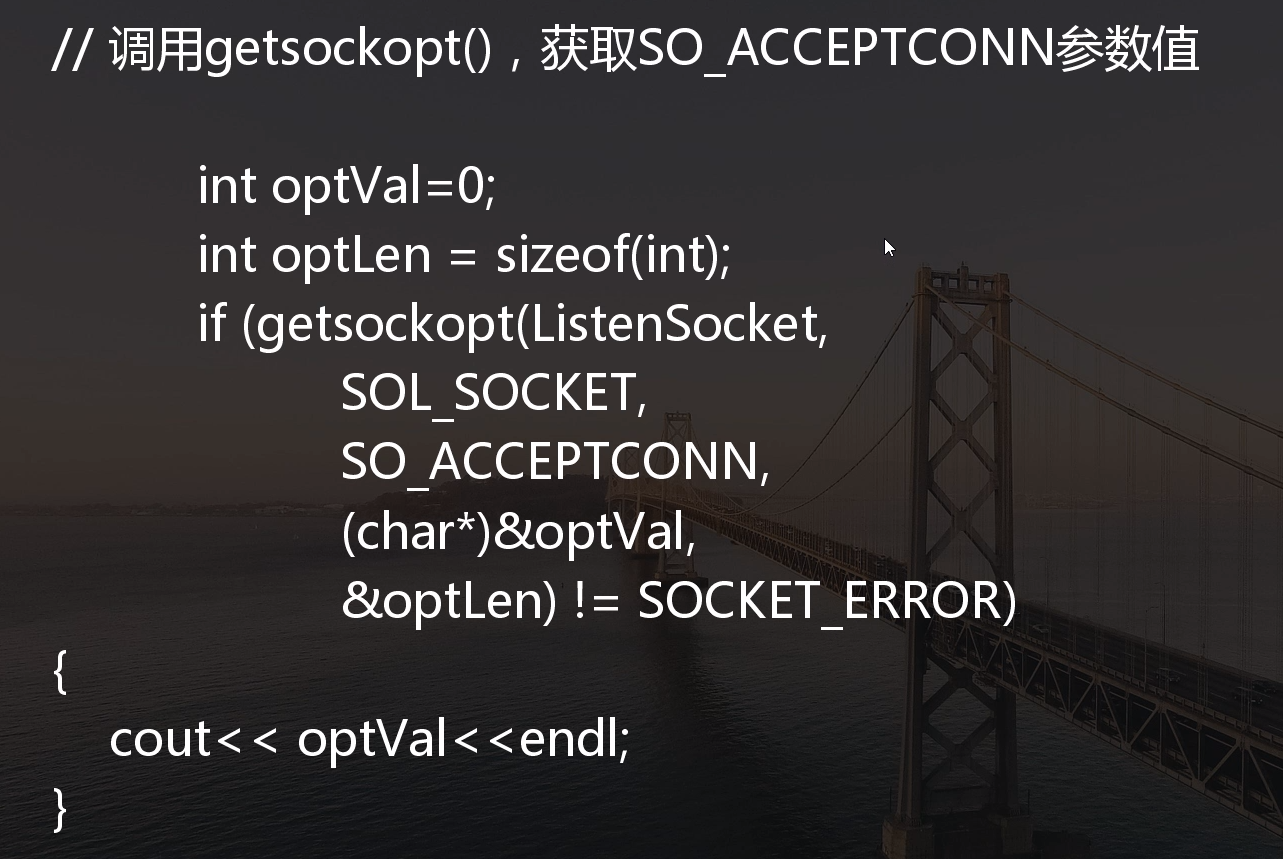 // 调用getsockopt()，获取SO_ACCEPTCONN参数值
int optVal=0;
int optLen = sizeof(int);
if (getsockopt(ListenSocket,
SOL_SOCKET,
SO_ACCEPTCONN,
(char*)&optVal,
&optLen) != SOCKET_ERROR)
{
cout<< optVal<<endl;
}